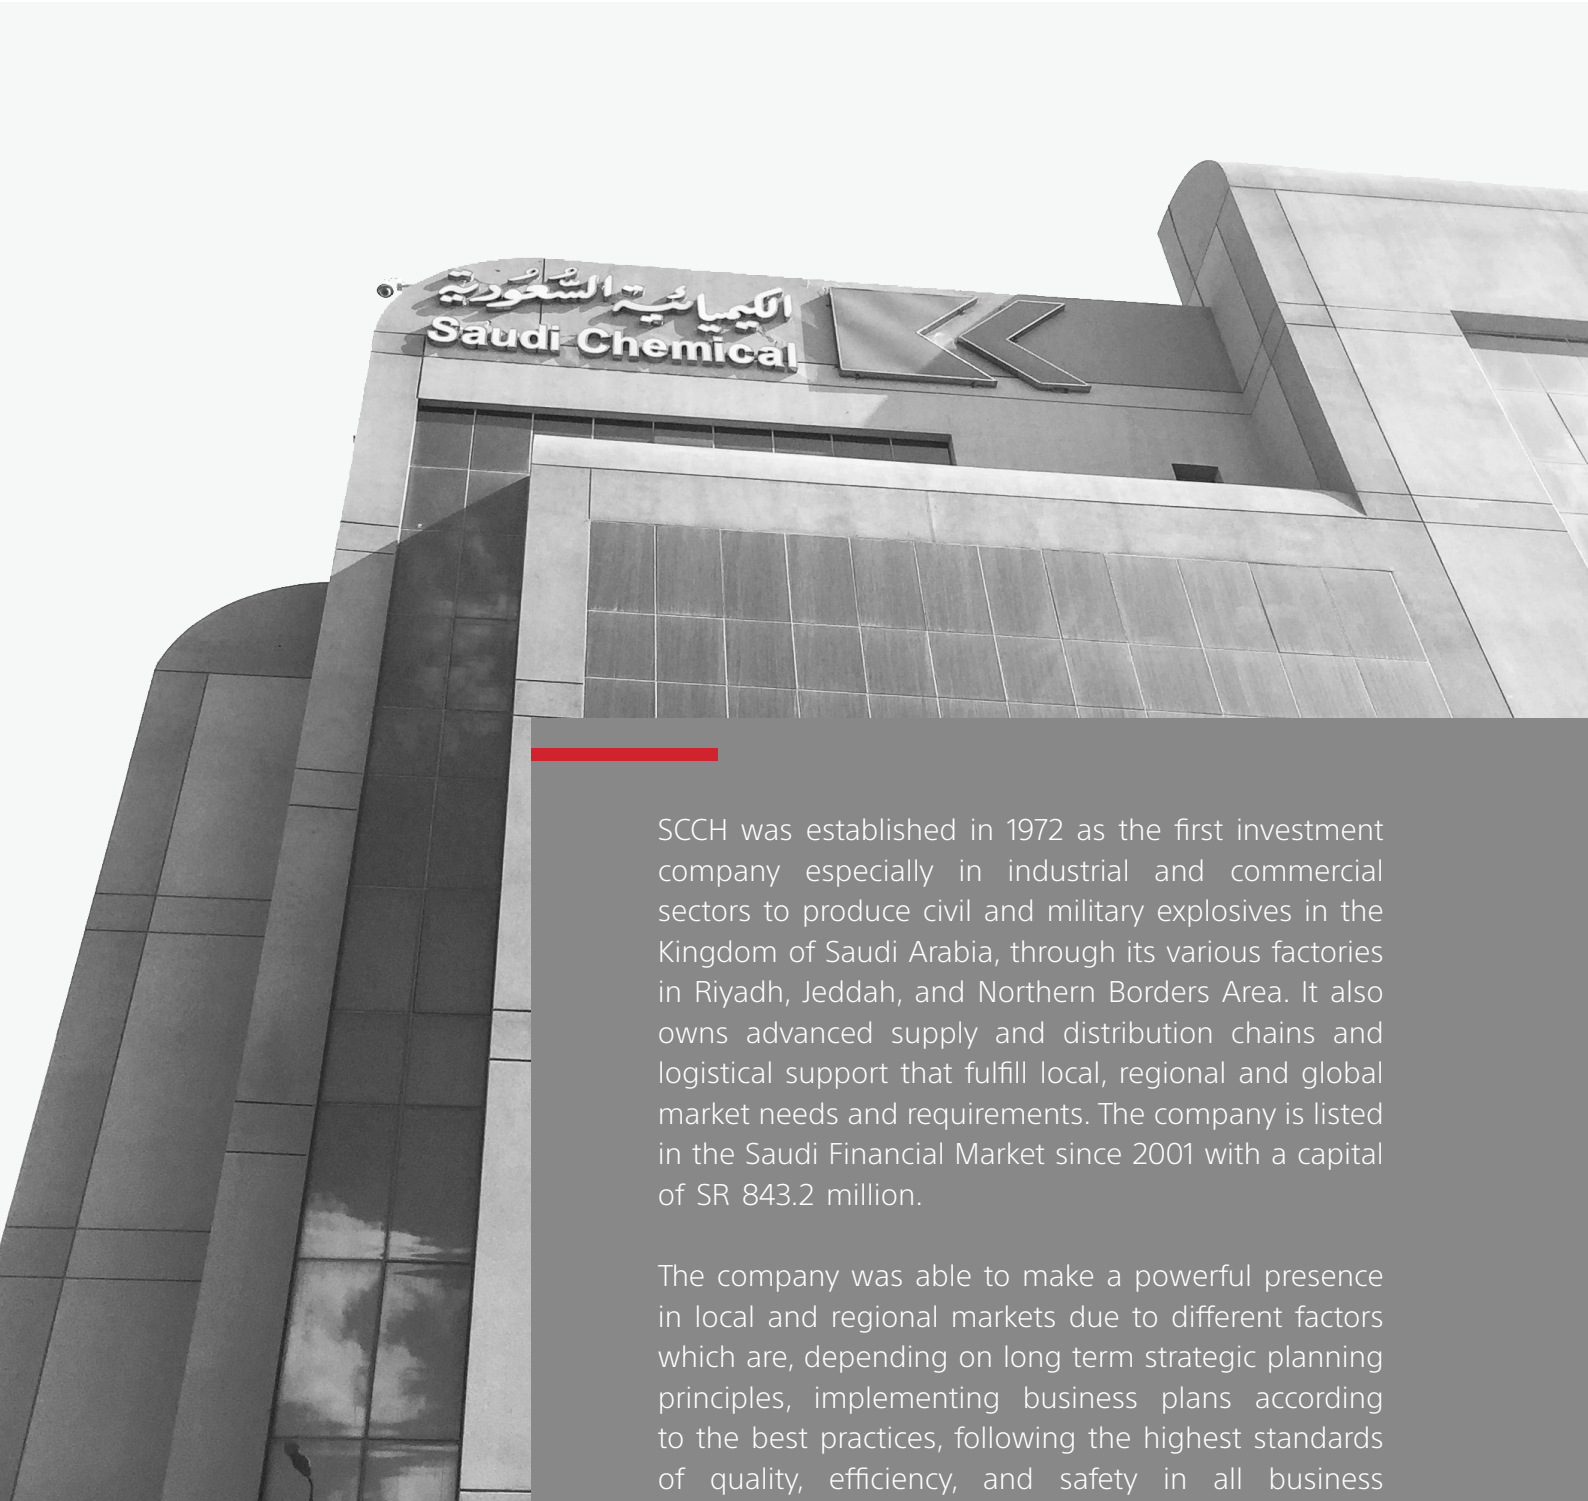 الكيميائية السعودية
Saudi Chemical
SCCH was established in 1972 as the first investment
company especially in industrial and commercial
sectors to produce civil and military explosives in the
Kingdom of Saudi Arabia, through its various factories
in Riyadh, Jeddah, and Northern Borders Area. It also
owns advanced supply and distribution chains and
logistical support that fulfill local, regional and global
market needs and requirements. The company is listed
in the Saudi Financial Market since 2001 with a capital
of SR 843.2 million.
The company was able to make a powerful presence
in local and regional markets due to different factors
which are, depending on long term strategic planning
principles, implementing business plans according
to the best practices, following the highest standards
of quality, efficiency, and safety in all business